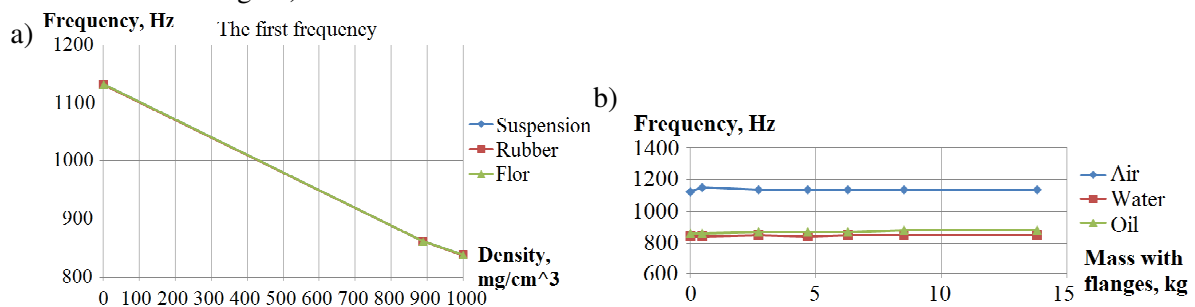 a)
Frequency, Hz
The first frequency
1200
1100
1000
900
800
0 100 200 300 400 500 600 700 800 900 1000
Density,
mg/cm^3
Suspension
Rubber
Flor
b)
Frequency, Hz
1400
1200
1000
800
600
0 5 10 15
Air
Water
Oil
Mass with
flanges, kg